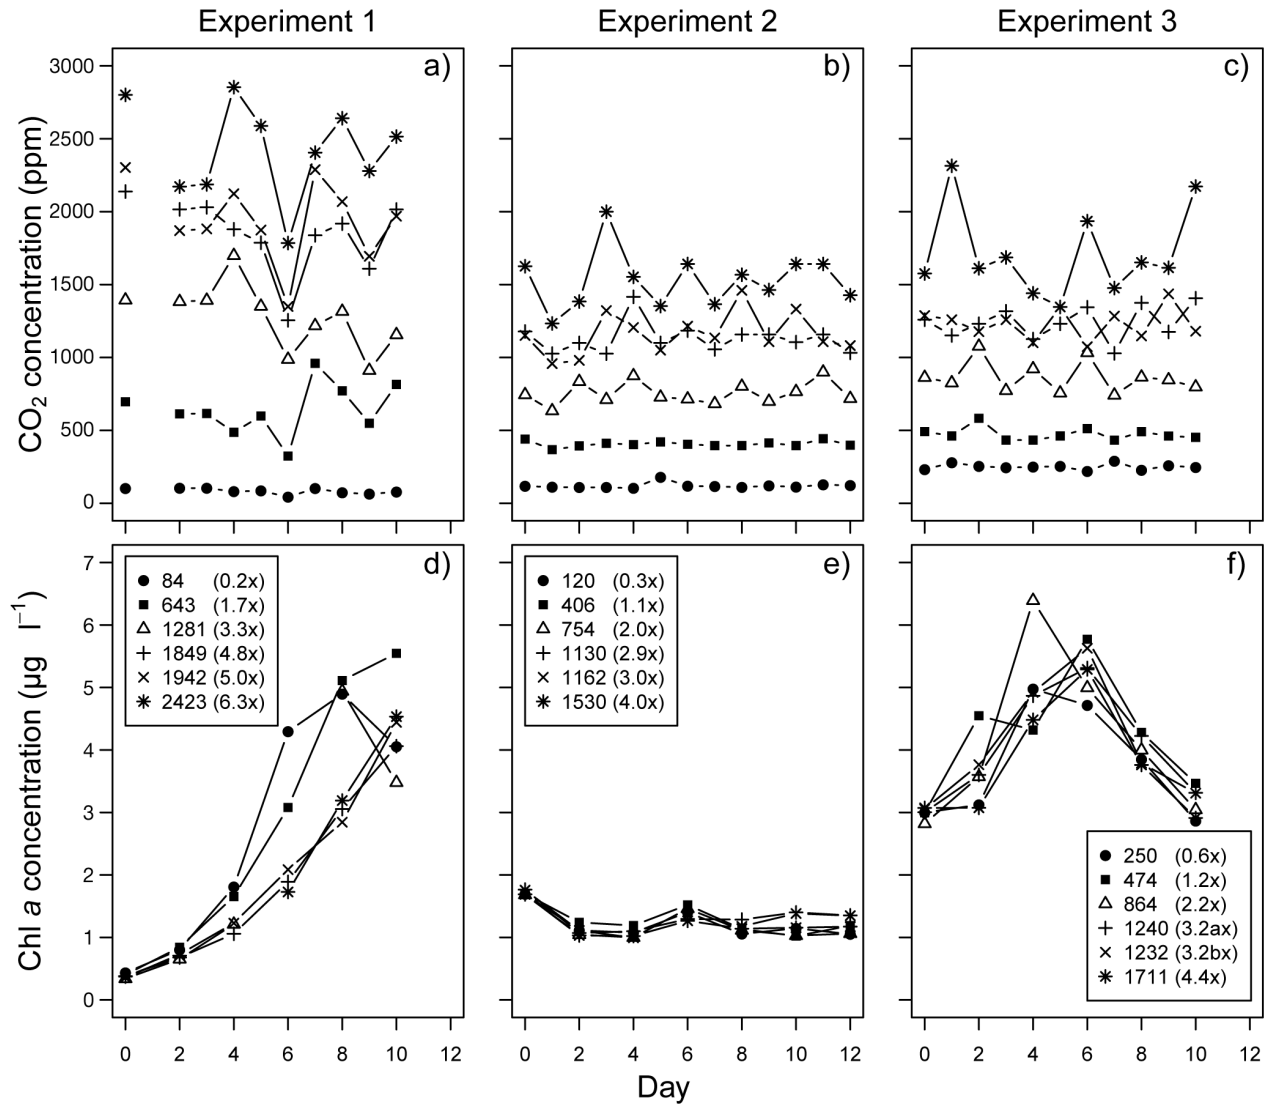 Experiment 1
Experiment 2
Experiment 3
a)
b)
c)
CO2 concentration (ppm)
3000
2500
2000
1500
1000
500
0
d)
e)
f)
Chl a concentration (µg l−1)
7
6
5
4
3
2
1
0
84 (0.2x)
643 (1.7x)
1281 (3.3x)
1849 (4.8x)
1942 (5.0x)
2423 (6.3x)
120 (0.3x)
406 (1.1x)
754 (2.0x)
1130 (2.9x)
1162 (3.0x)
1530 (4.0x)
250 (0.6x)
474 (1.2x)
864 (2.2x)
1240 (3.2ax)
1232 (3.2bx)
1711 (4.4x)
0 2 4 6 8 10 12
0 2 4 6 8 10 12
0 2 4 6 8 10 12
Day